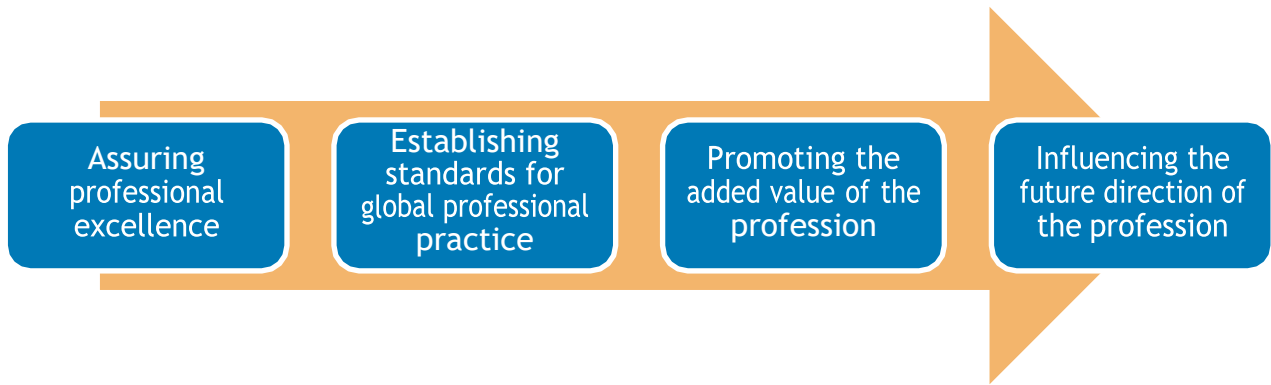 Assuring
professional
excellence
Establishing
standards for
global professional
practice
Promoting the
added value of the
profession
Influencing the
future direction of
the profession